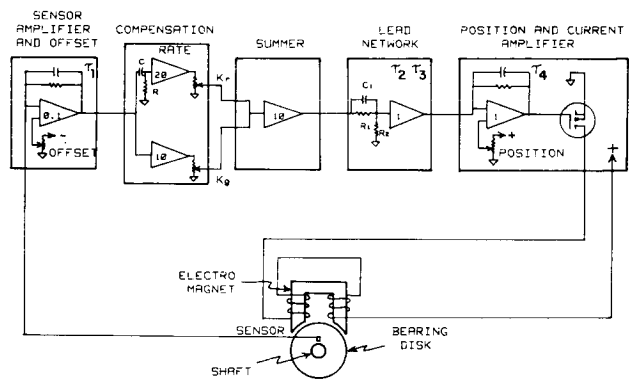 SENSOR
AMPLIFIER
AND OFFSET
COMPENSATION
RATE
SUMMER
LEAD
NETWORK
POSITION AND CURRENT
AMPLIFIER
τ1
0.1
-
OFFSET
C
R
20
Kr
10
Kg
10
τ2 τ3
C1
R1
R2
1
τ4
1
+
POSITION
+
ELECTRO
MAGNET
SENSOR
BEARING
DISK
SHAFT